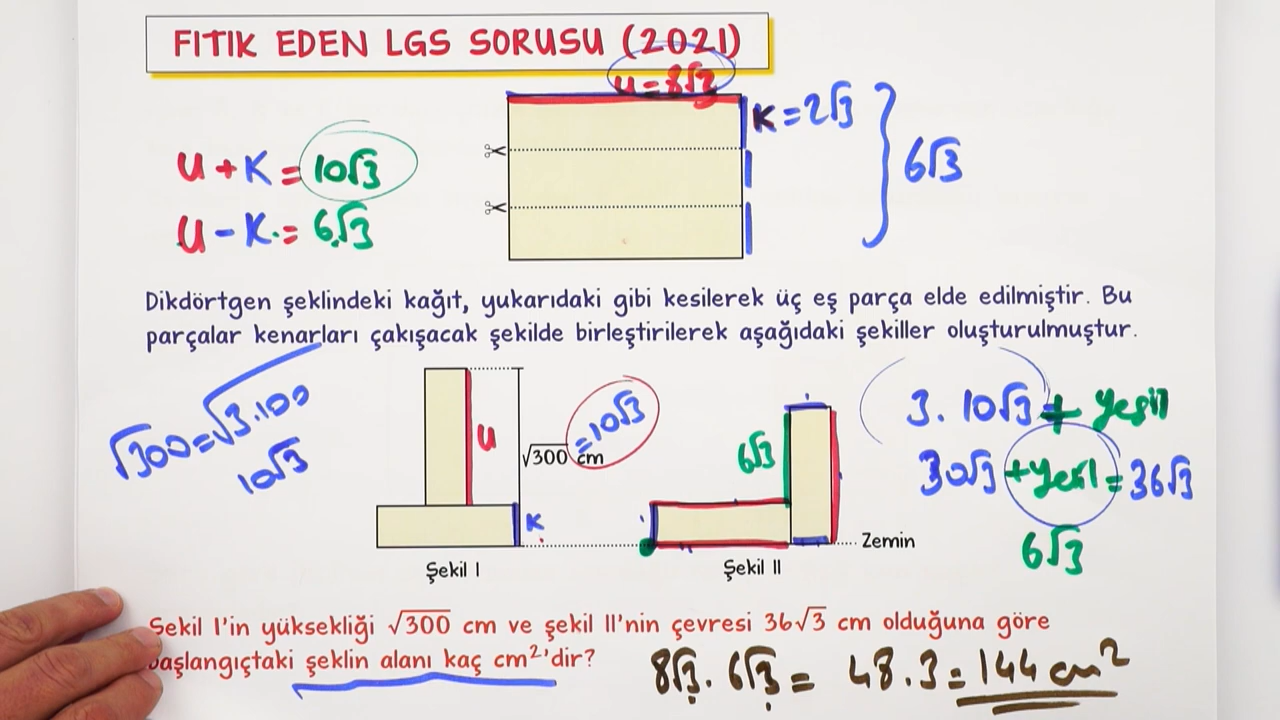 FITIK EDEN LGS SORUSU (2021)
U=8√3
K=2√3
6√3
U+K=10√3
U-K=6√3
Dikdörtgen şeklindeki kağıt, yukarıdaki gibi kesilerek üç eş parça elde edilmiştir. Bu
parçalar kenarları çakışacak şekilde birleştirilerek aşağıdaki şekiller oluşturulmuştur.
√300=√3.100
10√3
U
√300 cm
=10√3
K
Şekil I
6√3
Zemin
Şekil II
3. 10√3 + yeşil
30√3 +yeşil=36√3
6√3
Şekil I'in yüksekliği √300 cm ve şekil II'nin çevresi 36√3 cm olduğuna göre
başlangıçtaki şeklin alanı kaç cm²'dir?
8√3. 6√3= 48.3=144 cm²